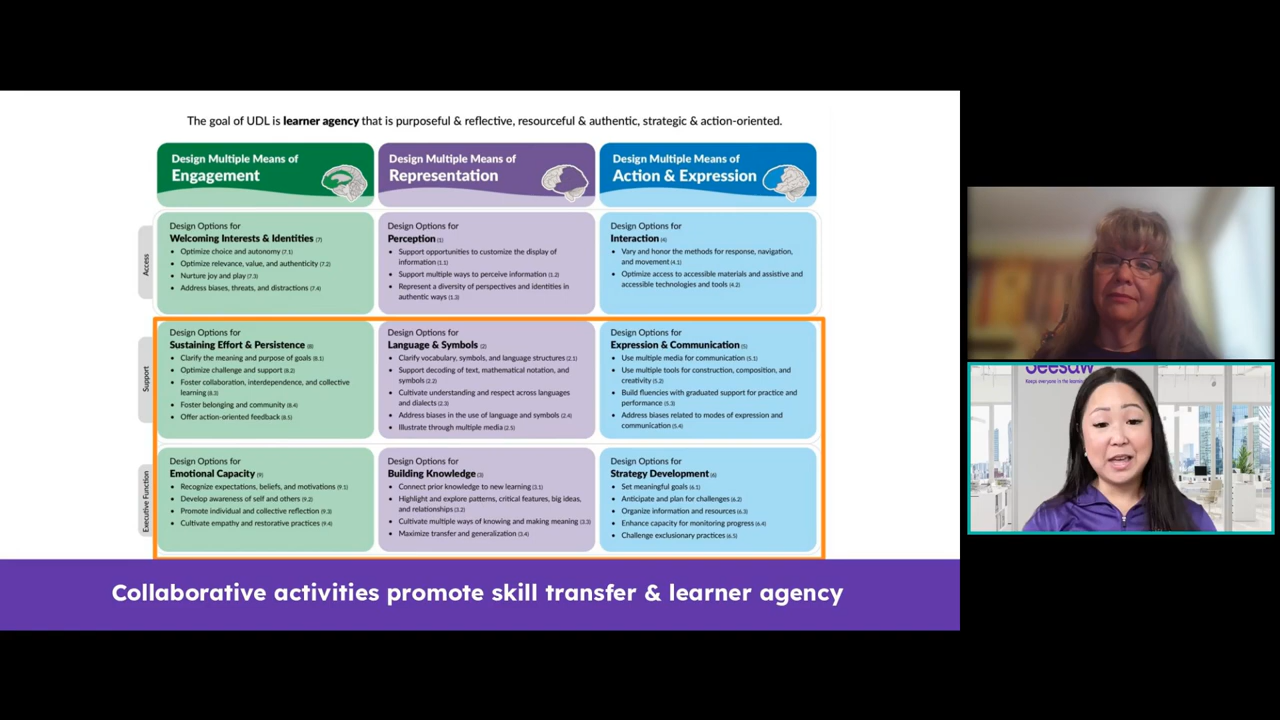 The goal of UDL is learner agency that is purposeful & reflective, resourceful & authentic, strategic & action-oriented.
Design Multiple Means of
Engagement
Design Multiple Means of
Representation
Design Multiple Means of
Action & Expression
Access
Design Options for
Welcoming Interests & Identities (7)
• Optimize choice and autonomy (7.1)
• Optimize relevance, value, and authenticity (7.2)
• Nurture joy and play (7.3)
• Address biases, threats, and distractions (7.4)
Design Options for
Perception (1)
• Support opportunities to customize the display of
information (1.1)
• Support multiple ways to perceive information (1.2)
• Represent a diversity of perspectives and identities in
authentic ways (1.3)
Design Options for
Interaction (4)
• Vary and honor the methods for response, navigation,
and movement (4.1)
• Optimize access to accessible materials and assistive and
accessible technologies and tools (4.2)
Support
Design Options for
Sustaining Effort & Persistence (8)
• Clarify the meaning and purpose of goals (8.1)
• Optimize challenge and support (8.2)
• Foster collaboration, interdependence, and collective
learning (8.3)
• Foster belonging and community (8.4)
• Offer action-oriented feedback (8.5)
Design Options for
Language & Symbols (2)
• Clarify vocabulary, symbols, and language structures (2.1)
• Support decoding of text, mathematical notation, and
symbols (2.2)
• Cultivate understanding and respect across languages
and dialects (2.3)
• Address biases in the use of language and symbols (2.4)
• Illustrate through multiple media (2.5)
Design Options for
Expression & Communication (5)
• Use multiple media for communication (5.1)
• Use multiple tools for construction, composition, and
creativity (5.2)
• Build fluencies with graduated support for practice and
performance (5.3)
• Address biases related to modes of expression and
communication (5.4)
Executive Function
Design Options for
Emotional Capacity (9)
• Recognize expectations, beliefs, and motivations (9.1)
• Develop awareness of self and others (9.2)
• Promote individual and collective reflection (9.3)
• Cultivate empathy and restorative practices (9.4)
Design Options for
Building Knowledge (3)
• Connect prior knowledge to new learning (3.1)
• Highlight and explore patterns, critical features, big ideas,
and relationships (3.2)
• Cultivate multiple ways of knowing and making meaning (3.3)
• Maximize transfer and generalization (3.4)
Design Options for
Strategy Development (6)
• Set meaningful goals (6.1)
• Anticipate and plan for challenges (6.2)
• Organize information and resources (6.3)
• Enhance capacity for monitoring progress (6.4)
• Challenge exclusionary practices (6.5)
Collaborative activities promote skill transfer & learner agency
Seesaw
Keep everyone in the learning